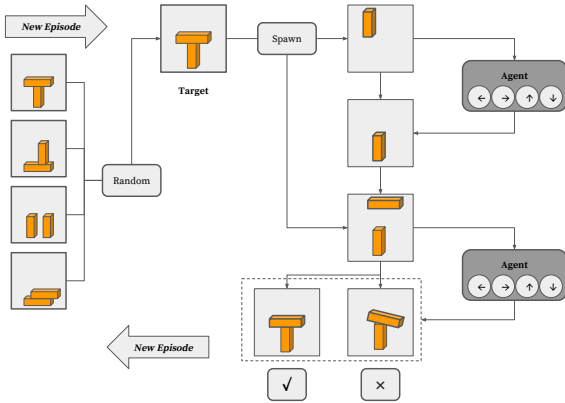 New Episode
Target
Spawn
Agent
← → ↑ ↓
Random
Agent
← → ↑ ↓
New Episode
√ ×